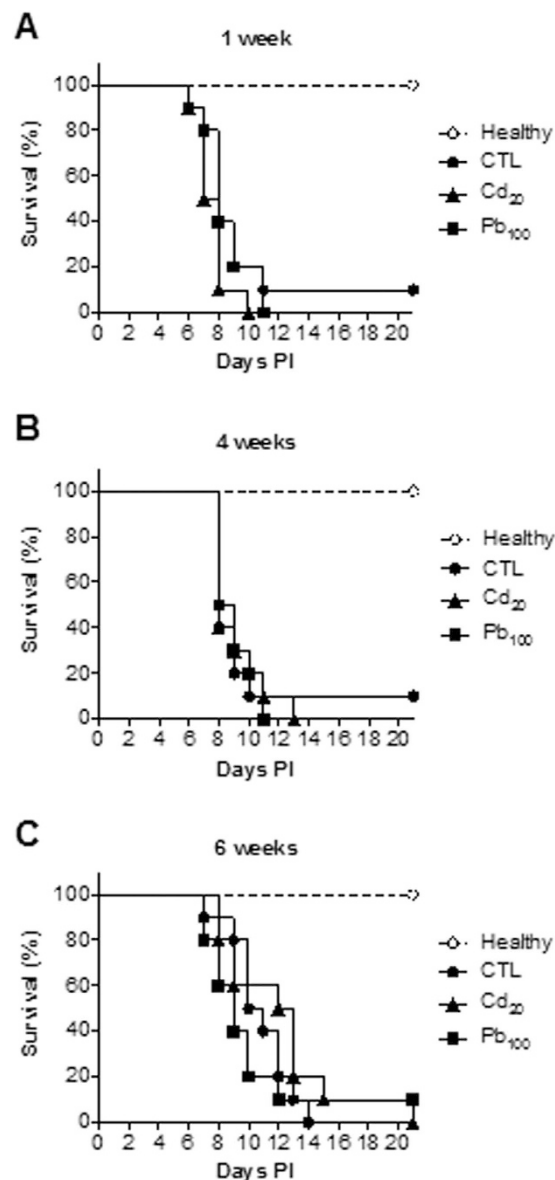 A
1 week
100
80
60
40
20
0
Survival (%)
0 2 4 6 8 10 12 14 16 18 20
Days PI
Healthy
CTL
Cd20
Pb100
B
4 weeks
100
80
60
40
20
0
Survival (%)
0 2 4 6 8 10 12 14 16 18 20
Days PI
Healthy
CTL
Cd20
Pb100
C
6 weeks
100
80
60
40
20
0
Survival (%)
0 2 4 6 8 10 12 14 16 18 20
Days PI
Healthy
CTL
Cd20
Pb100